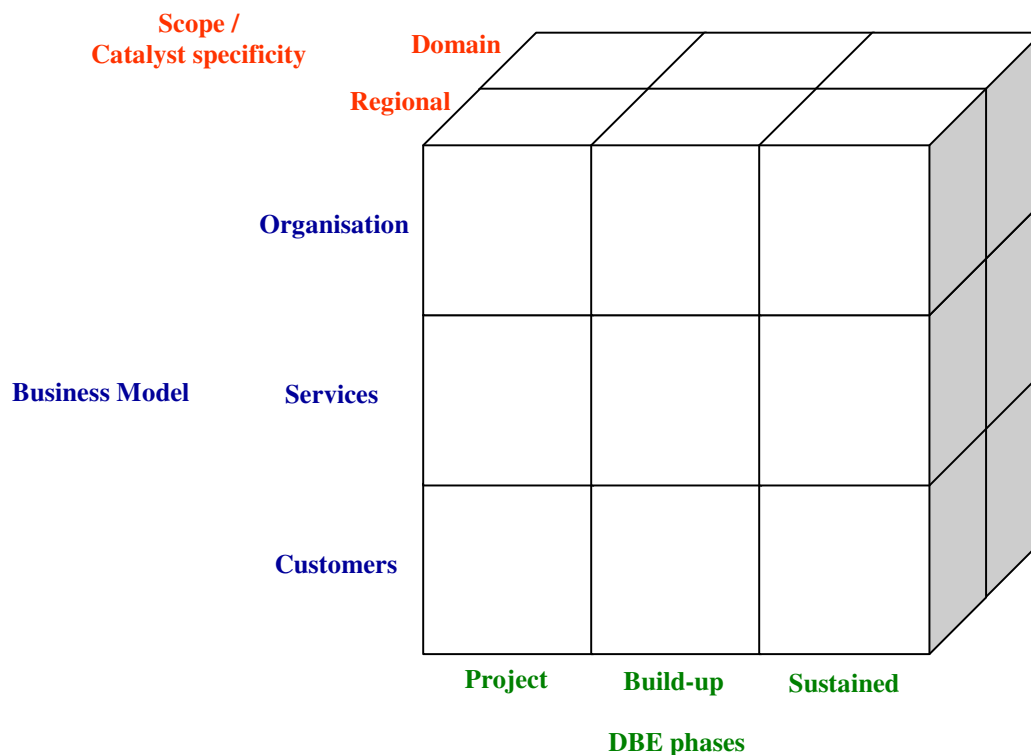 Scope /
Catalyst specificity
Domain
Regional
Organisation
Business Model
Services
Customers
Project
Build-up
Sustained
DBE phases